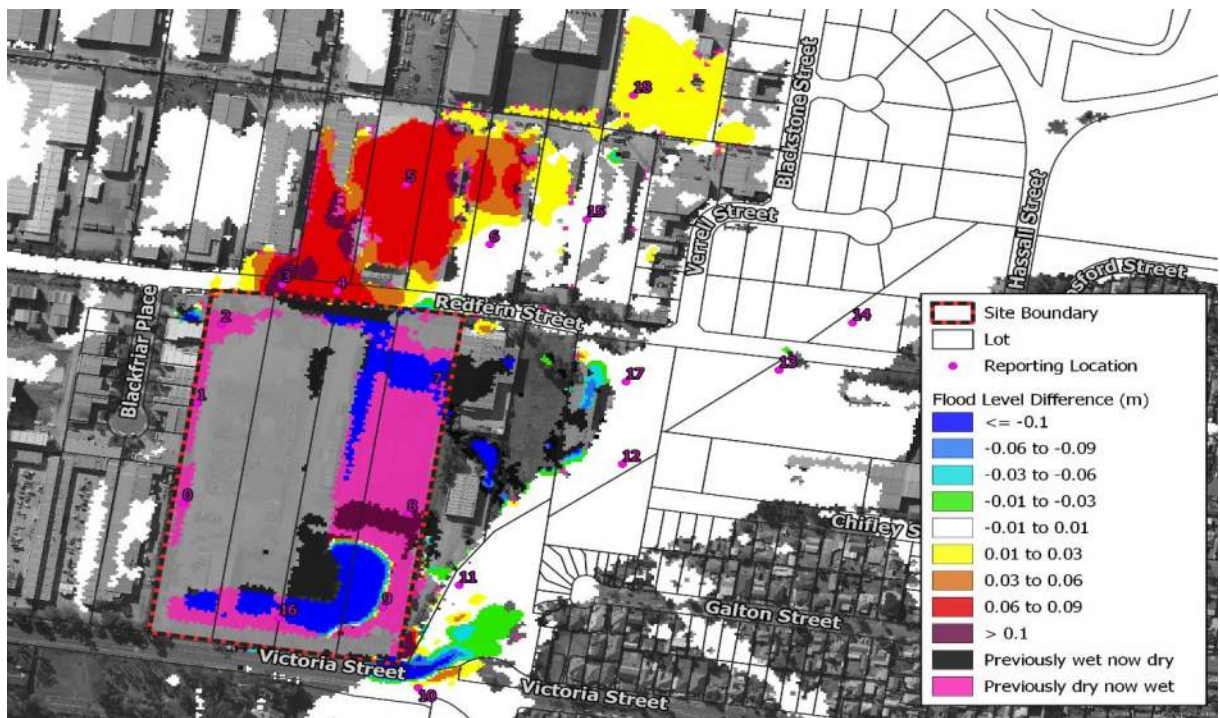 18
Blackstone Street
5
15
6
Verrell Street
Hassall Street
sford Street
3
4
Redfern Street
2
Blackfriar Place
14
13
7
17
1
12
0
8
Chifley S
11
Galton Street
16
9
Victoria Street
10
Victoria Street
Site Boundary
Lot
Reporting Location
Flood Level Difference (m)
<= -0.1
-0.06 to -0.09
-0.03 to -0.06
-0.01 to -0.03
-0.01 to 0.01
0.01 to 0.03
0.03 to 0.06
0.06 to 0.09
> 0.1
Previously wet now dry
Previously dry now wet